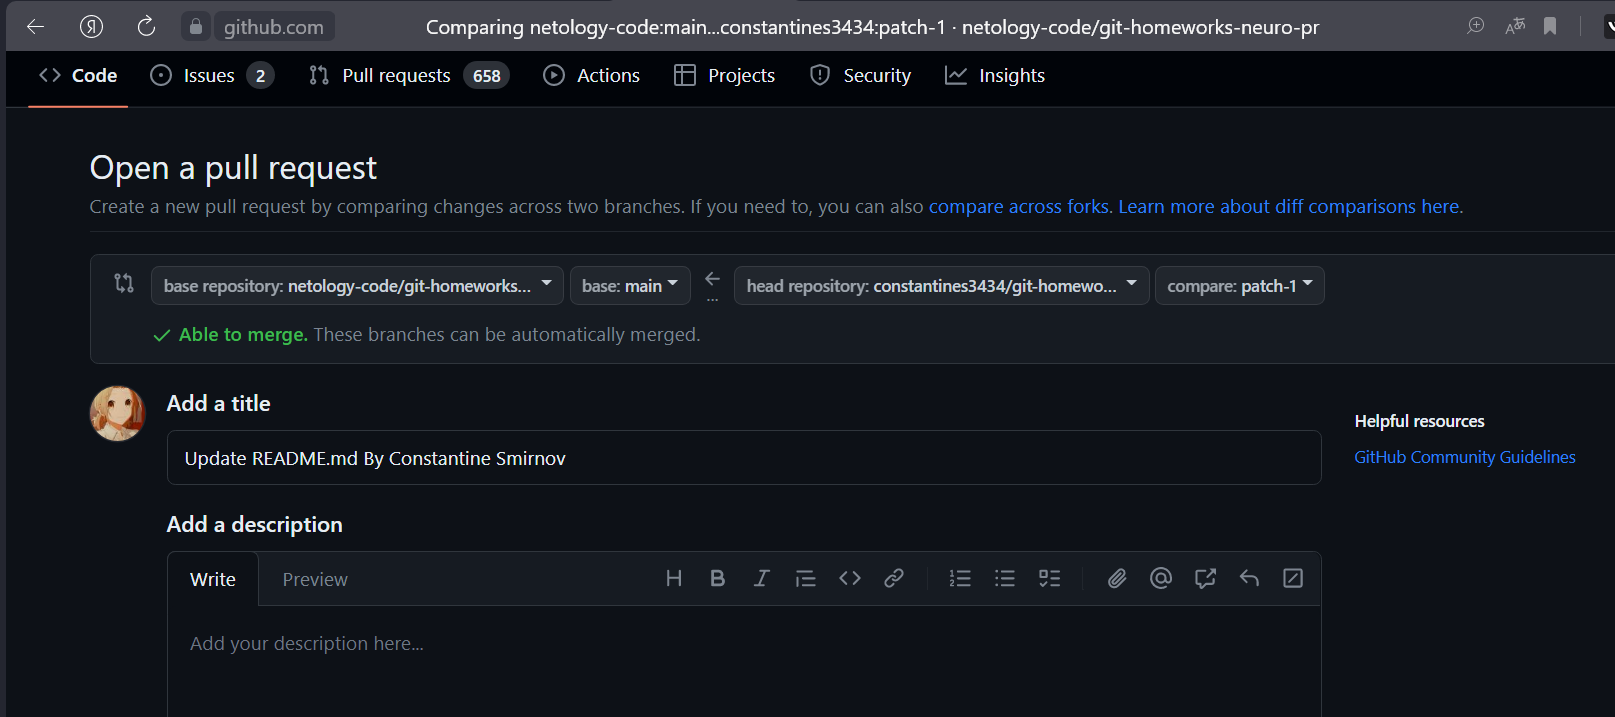 github.com Comparing netology-code:main...constantines3434:patch-1 · netology-code/git-homeworks-neuro-pr
Code Issues 2 Pull requests 658 Actions Projects Security Insights
Open a pull request
Create a new pull request by comparing changes across two branches. If you need to, you can also compare across forks. Learn more about diff comparisons here.
base repository: netology-code/git-homeworks... base: main ... head repository: constantines3434/git-homewo... compare: patch-1
Able to merge. These branches can be automatically merged.
Add a title
Update README.md By Constantine Smirnov
Helpful resources
GitHub Community Guidelines
Add a description
Write Preview
Add your description here...